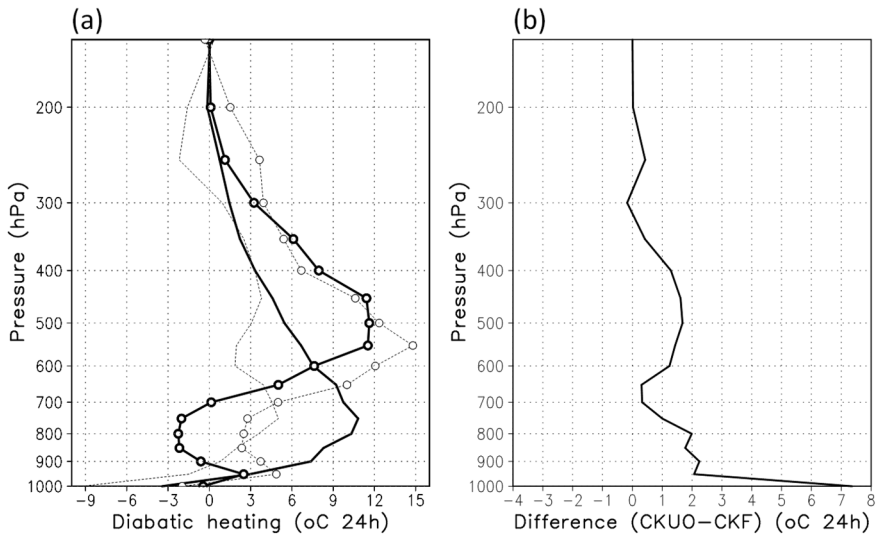 (a)
200
300
400
500
600
700
800
900
1000
Pressure (hPa)
-9 -6 -3 0 3 6 9 12 15
Diabatic heating (oC 24h)
(b)
200
300
400
500
600
700
800
900
1000
Pressure (hPa)
-4 -3 -2 -1 0 1 2 3 4 5 6 7 8
Difference (CKUO-CKF) (oC 24h)